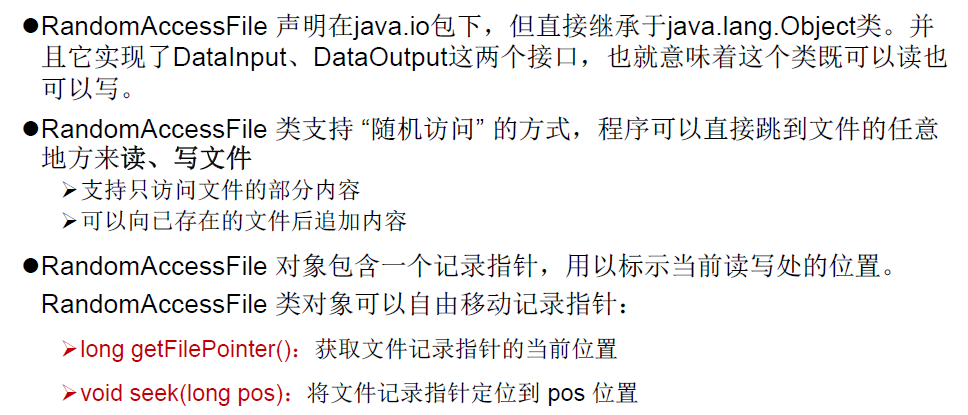 ●RandomAccessFile 声明在java.io包下，但直接继承于java.lang.Object类。并
且它实现了DataInput、DataOutput这两个接口，也就意味着这个类既可以读也
可以写。
●RandomAccessFile 类支持 “随机访问” 的方式，程序可以直接跳到文件的任意
地方来读、写文件
➢支持只访问文件的部分内容
➢可以向已存在的文件后追加内容
●RandomAccessFile 对象包含一个记录指针，用以标示当前读写处的位置。
RandomAccessFile 类对象可以自由移动记录指针：
➢long getFilePointer()：获取文件记录指针的当前位置
➢void seek(long pos)：将文件记录指针定位到 pos 位置